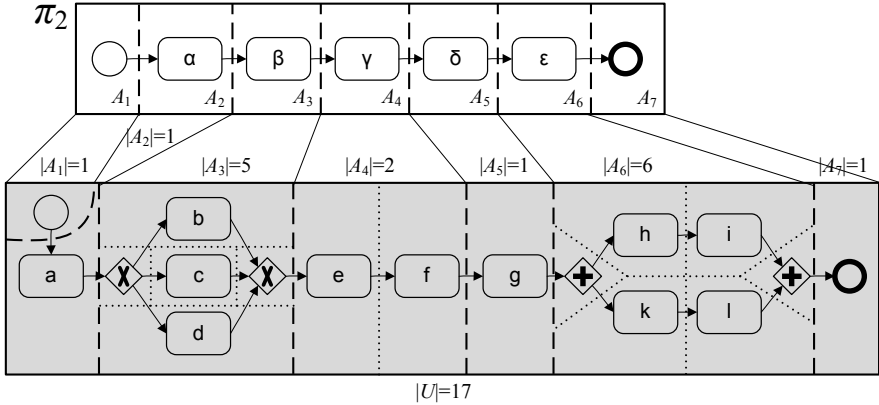 π2
α β γ δ ε
A1 A2 A3 A4 A5 A6 A7
|A2|=1
|A1|=1 |A3|=5 |A4|=2 |A5|=1 |A6|=6 |A7|=1
b h i
a c e f g
d k l
|U|=17